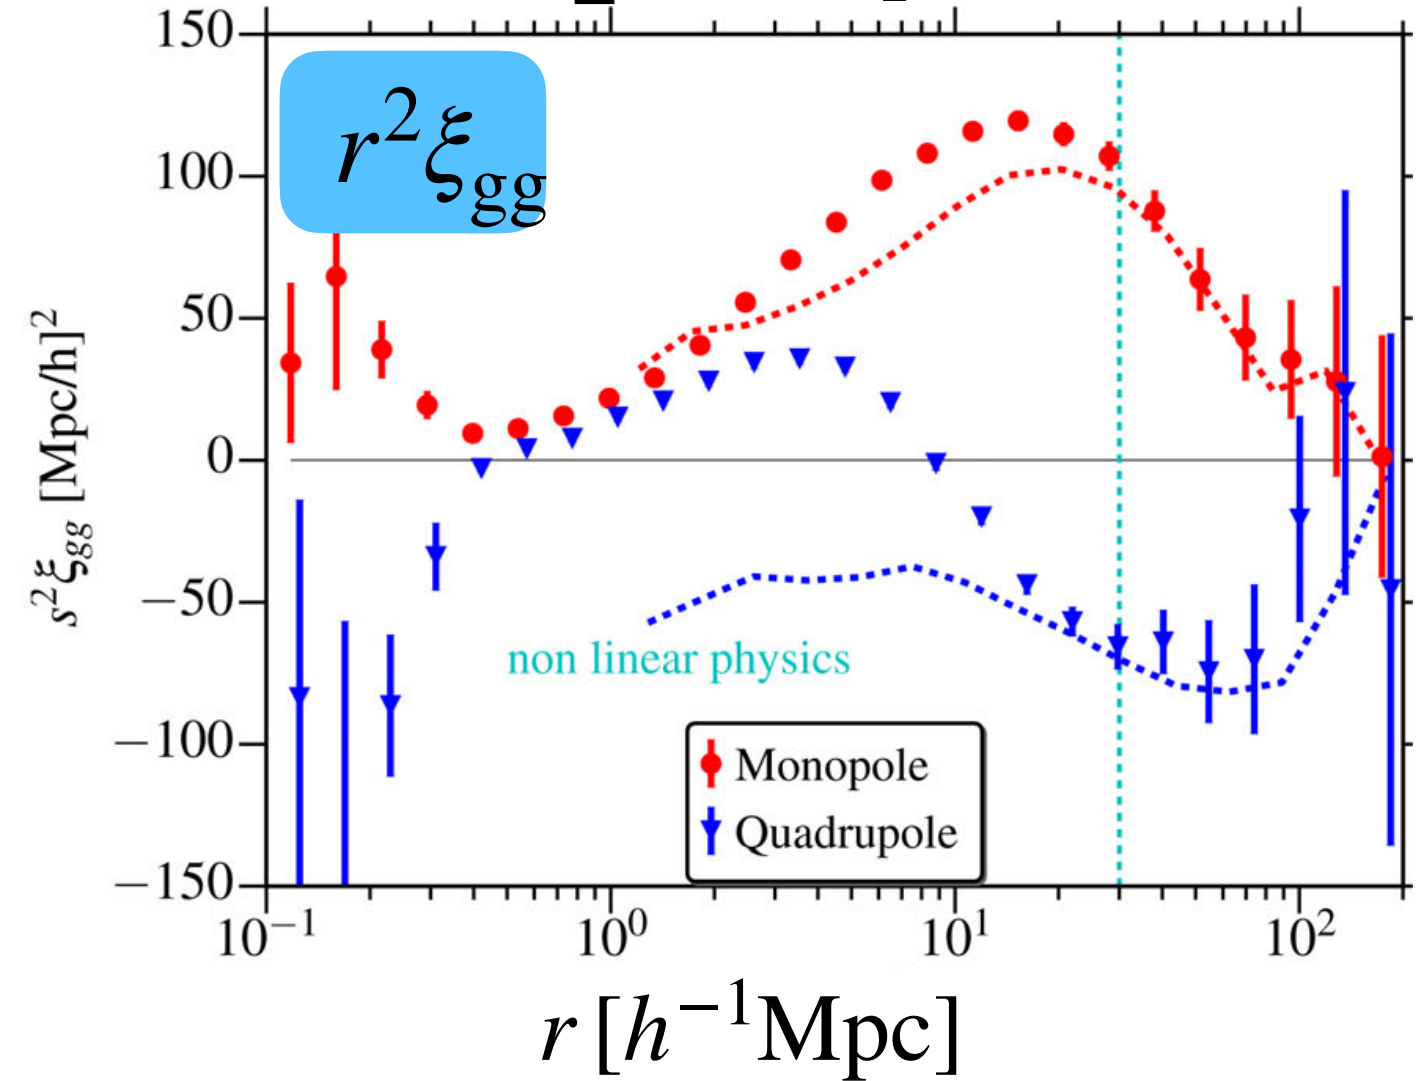 r²ξgg
150
100
50
0
−50
−100
−150
s²ξgg [Mpc/h]²
non linear physics
Monopole
Quadrupole
10⁻¹ 10⁰ 10¹ 10²
r [h⁻¹Mpc]